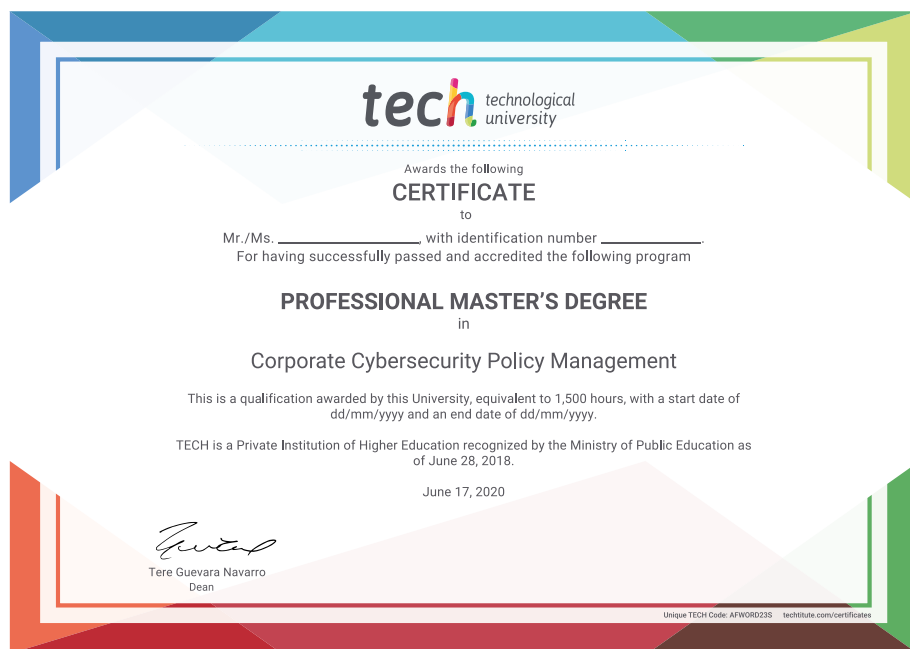 tech technological
university
Awards the following
CERTIFICATE
to
Mr./Ms. ____________________, with identification number ______________.
For having successfully passed and accredited the following program
PROFESSIONAL MASTER'S DEGREE
in
Corporate Cybersecurity Policy Management
This is a qualification awarded by this University, equivalent to 1,500 hours, with a start date of
dd/mm/yyyy and an end date of dd/mm/yyyy.
TECH is a Private Institution of Higher Education recognized by the Ministry of Public Education as
of June 28, 2018.
June 17, 2020
Tere Guevara Navarro
Dean
Unique TECH Code: AFWORD23S techtitute.com/certificates